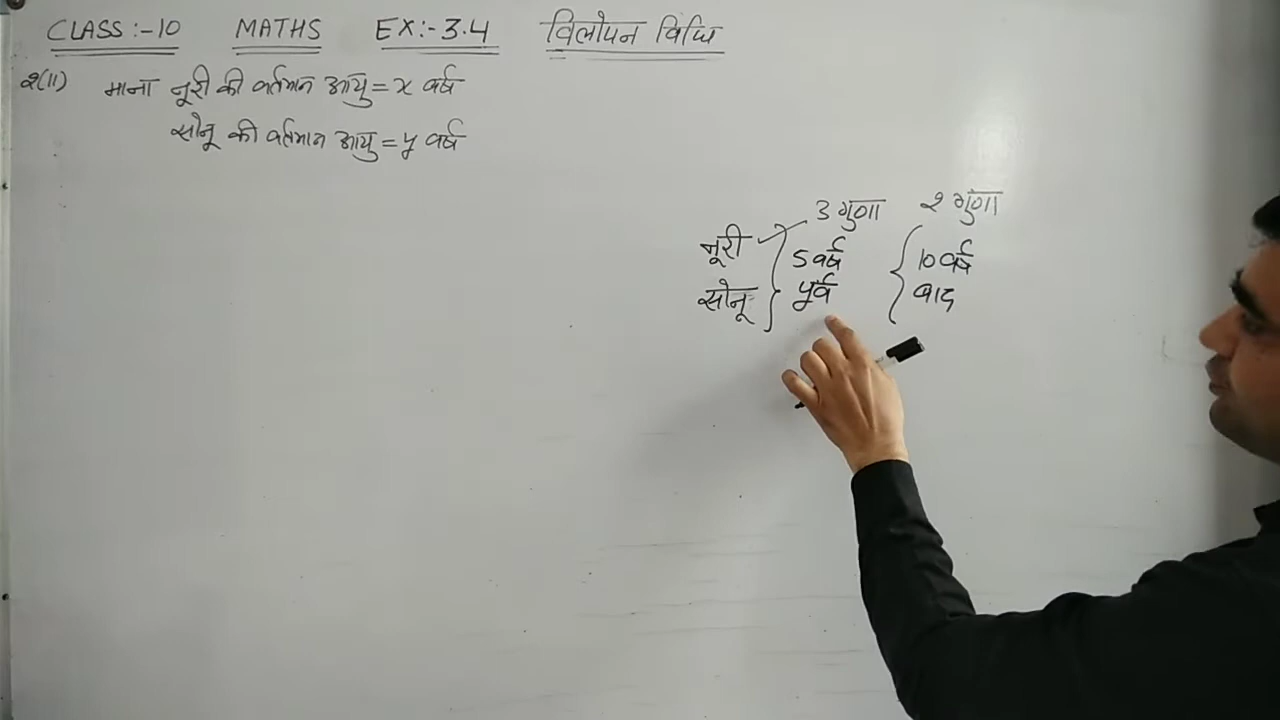 CLASS:-10 MATHS EX:-3.4 विलोपन विधि
2(II) माना नूरी की वर्तमान आयु = x वर्ष
सोनू की वर्तमान आयु = y वर्ष
3 गुणा 2 गुणा
नूरी 5 वर्ष 10 वर्ष
सोनू पूर्व बाद